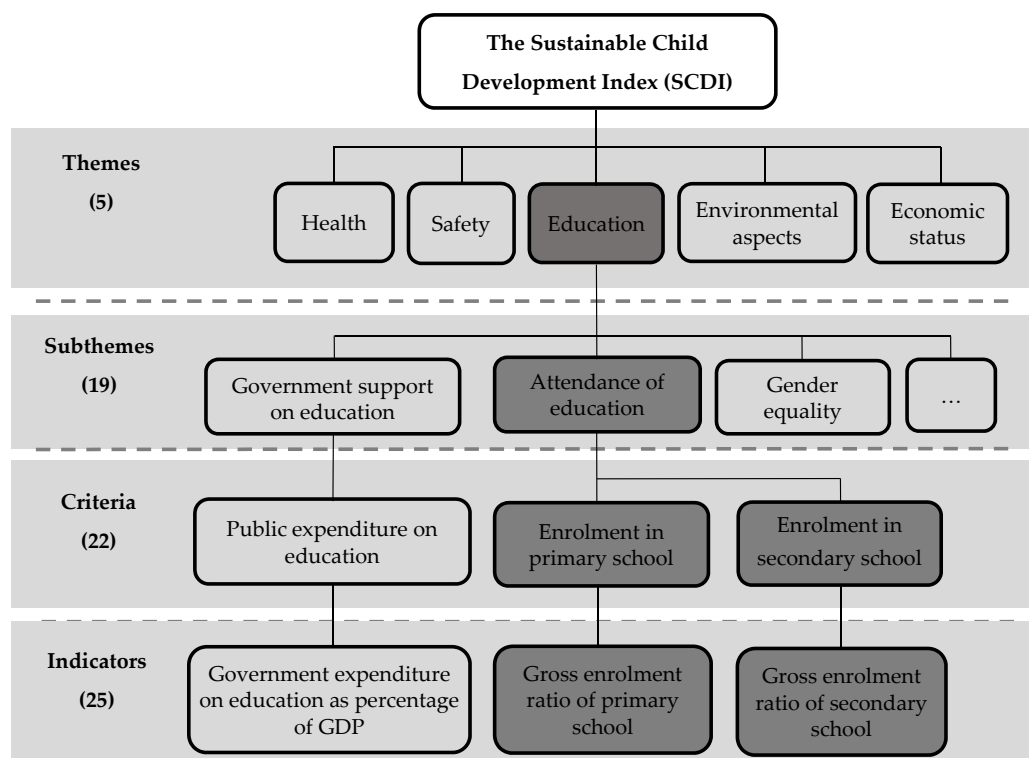 The Sustainable Child
Development Index (SCDI)
Themes
(5)
Health
Safety
Education
Environmental
aspects
Economic
status
Subthemes
(19)
Government support
on education
Attendance of
education
Gender
equality
…
Criteria
(22)
Public expenditure on
education
Enrolment in
primary school
Enrolment in
secondary school
Indicators
(25)
Government expenditure
on education as percentage
of GDP
Gross enrolment
ratio of primary
school
Gross enrolment
ratio of secondary
school